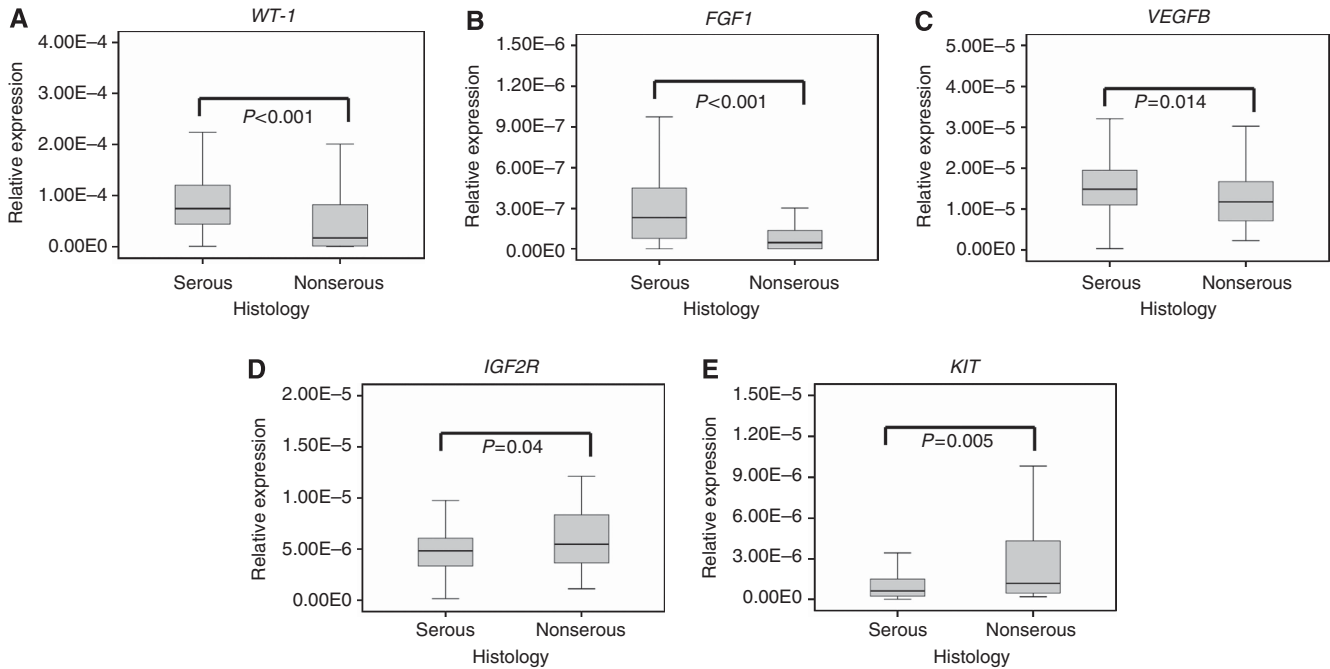 A
WT-1
4.00E–4
3.00E–4
2.00E–4
1.00E–4
0.00E0
Relative expression
P<0.001
Serous Nonserous
Histology
B
FGF1
1.50E–6
1.20E–6
9.00E–7
6.00E–7
3.00E–7
0.00E0
Relative expression
P<0.001
Serous Nonserous
Histology
C
VEGFB
5.00E–5
4.00E–5
3.00E–5
2.00E–5
1.00E–5
0.00E0
Relative expression
P=0.014
Serous Nonserous
Histology
D
IGF2R
2.00E–5
1.50E–5
1.00E–5
5.00E–6
0.00E0
Relative expression
P=0.04
Serous Nonserous
Histology
E
KIT
1.50E–5
1.20E–5
9.00E–6
6.00E–6
3.00E–6
0.00E0
Relative expression
P=0.005
Serous Nonserous
Histology